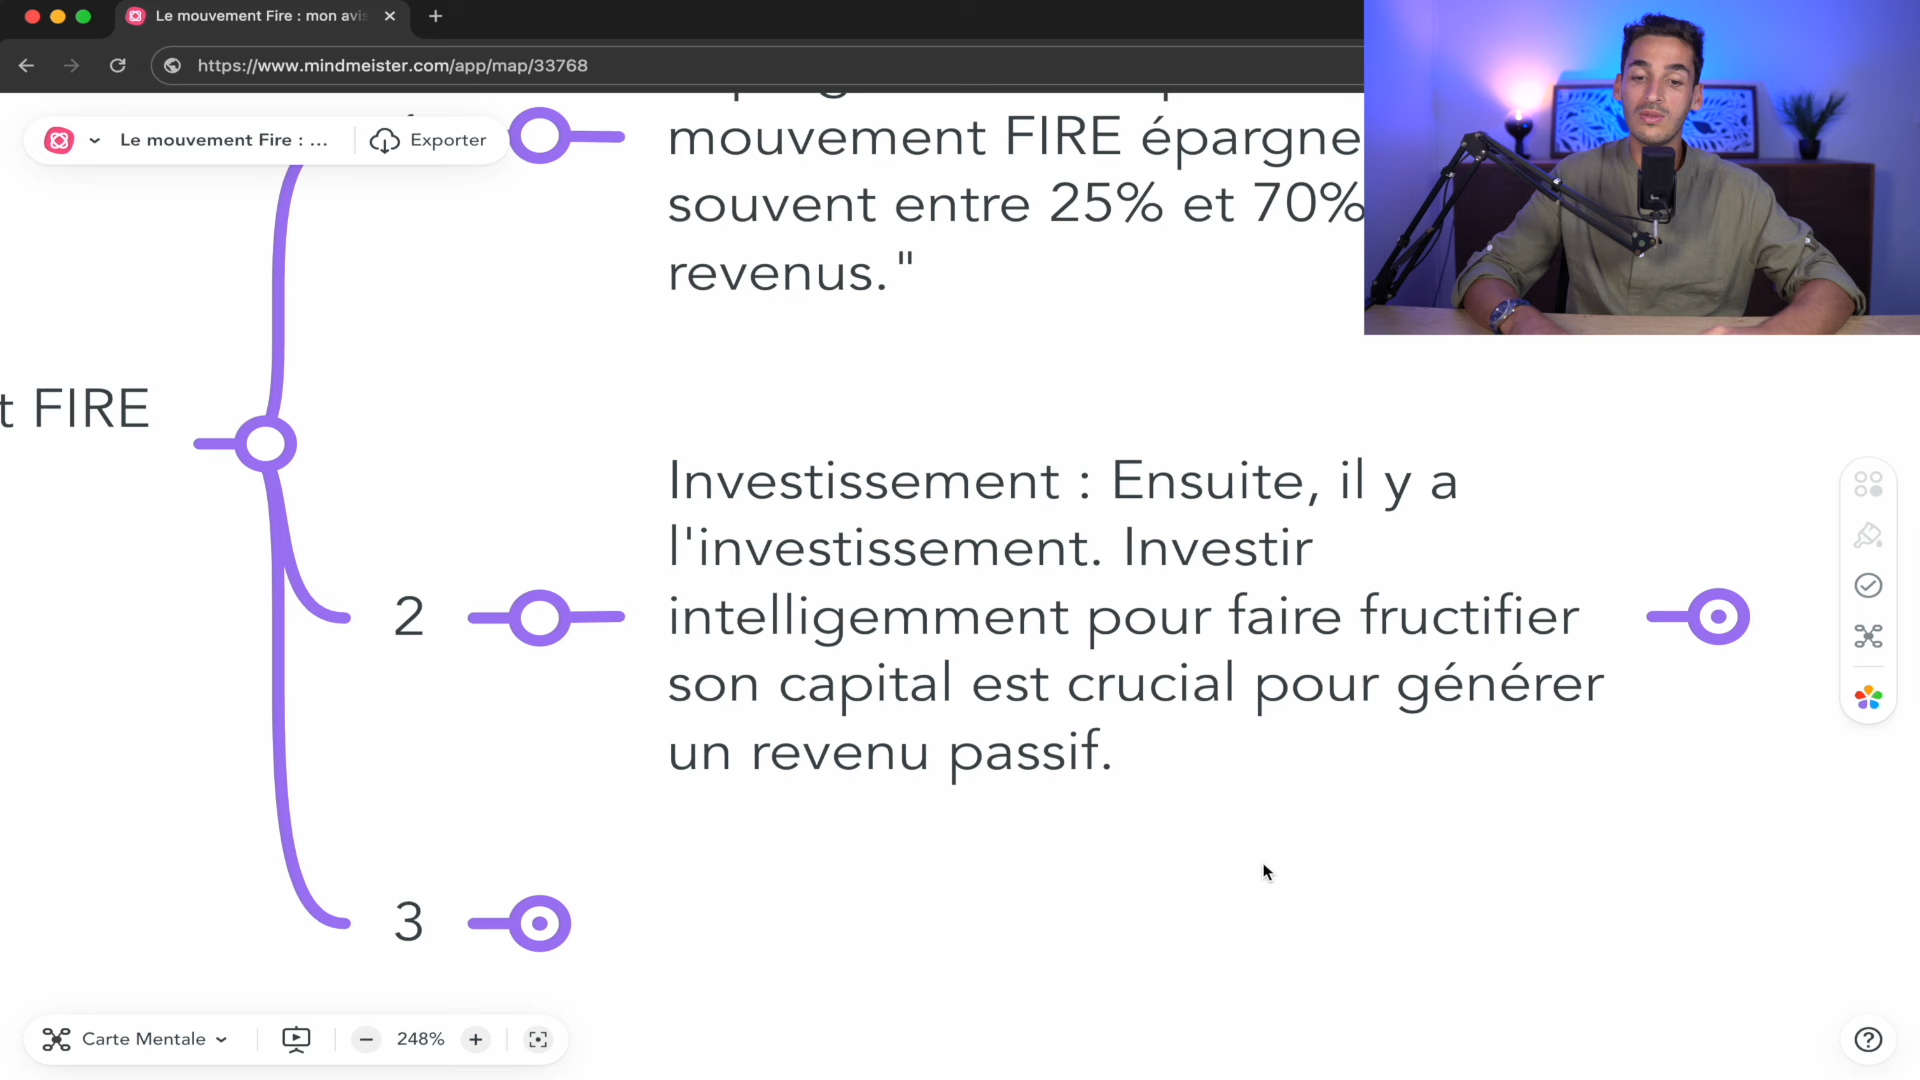 Le mouvement Fire : mon avis
https://www.mindmeister.com/app/map/33768
Le mouvement Fire : ...
Exporter
mouvement FIRE épargne
souvent entre 25% et 70%
revenus."
t FIRE
Investissement : Ensuite, il y a
l'investissement. Investir
intelligemment pour faire fructifier
son capital est crucial pour générer
un revenu passif.
2
3
Carte Mentale
248%